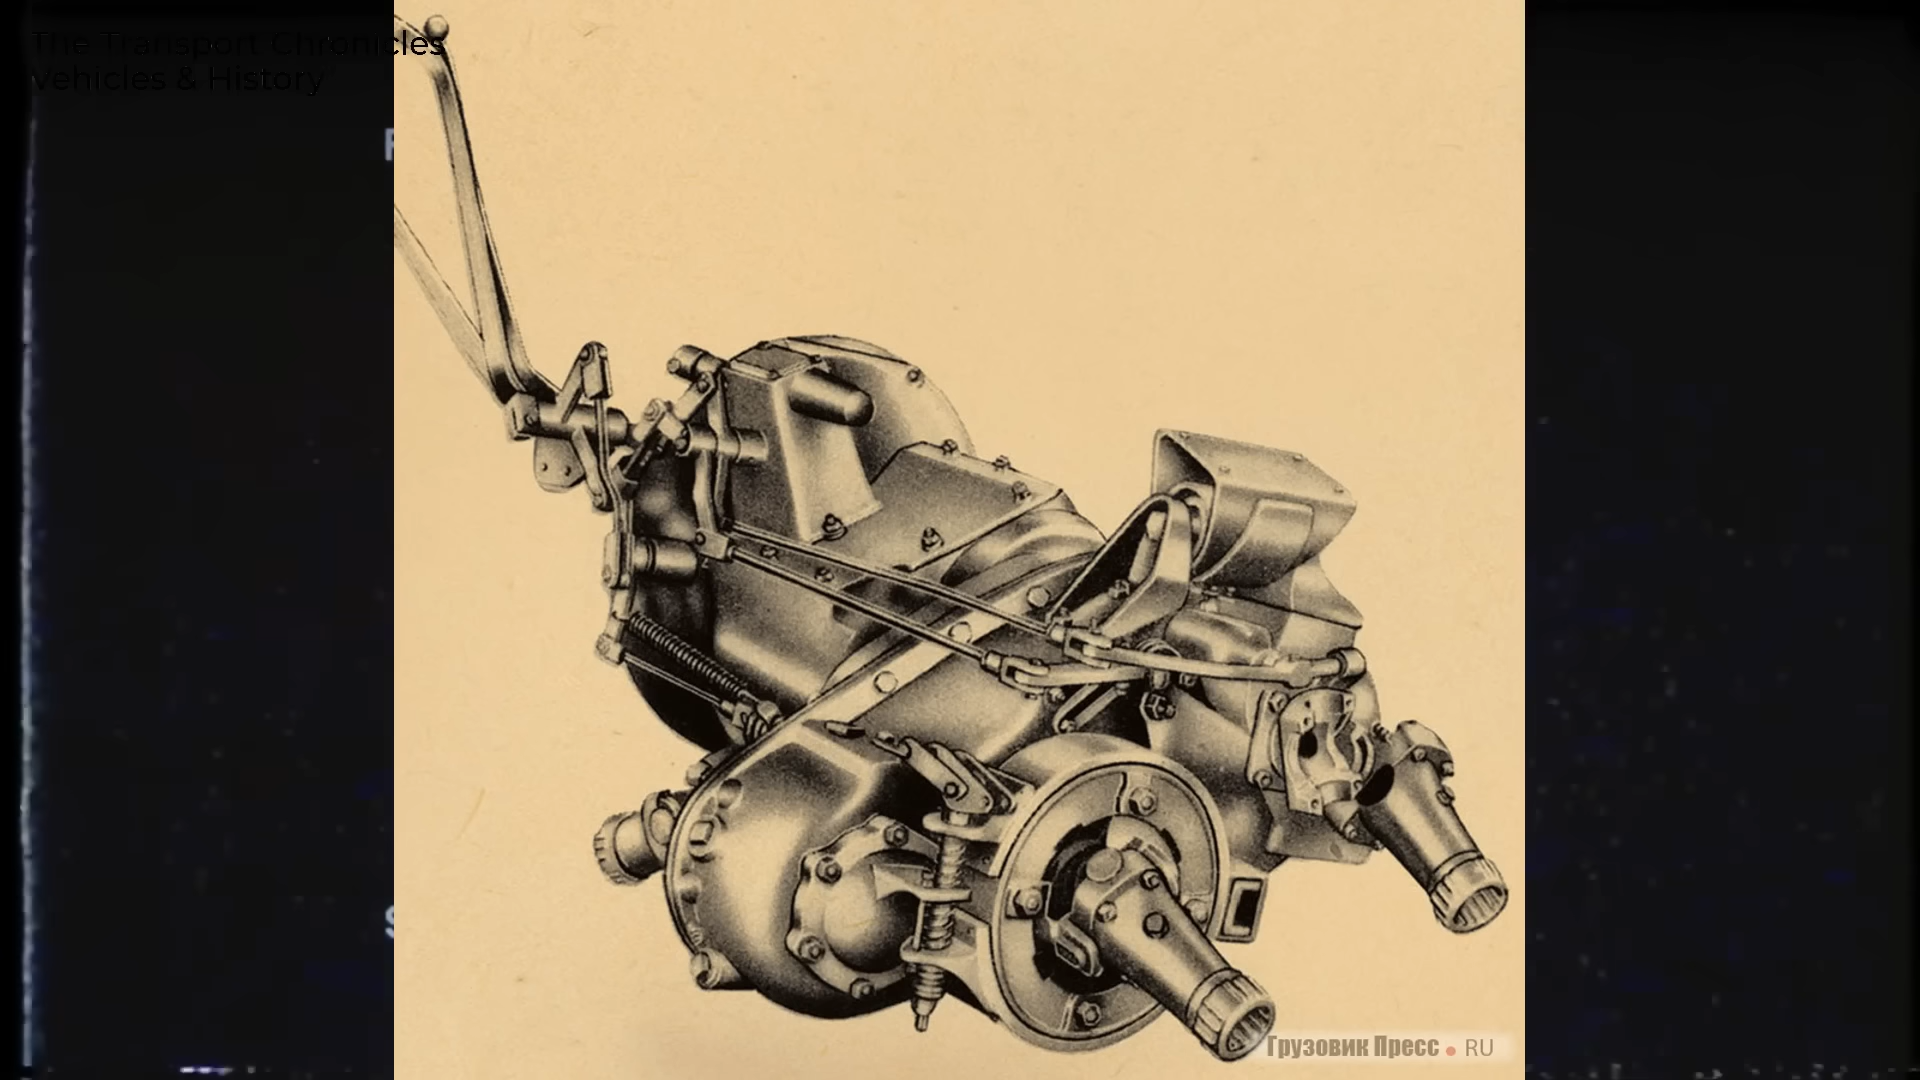 The Transport Chronicles
Vehicles & History
Грузовик Пресс • RU